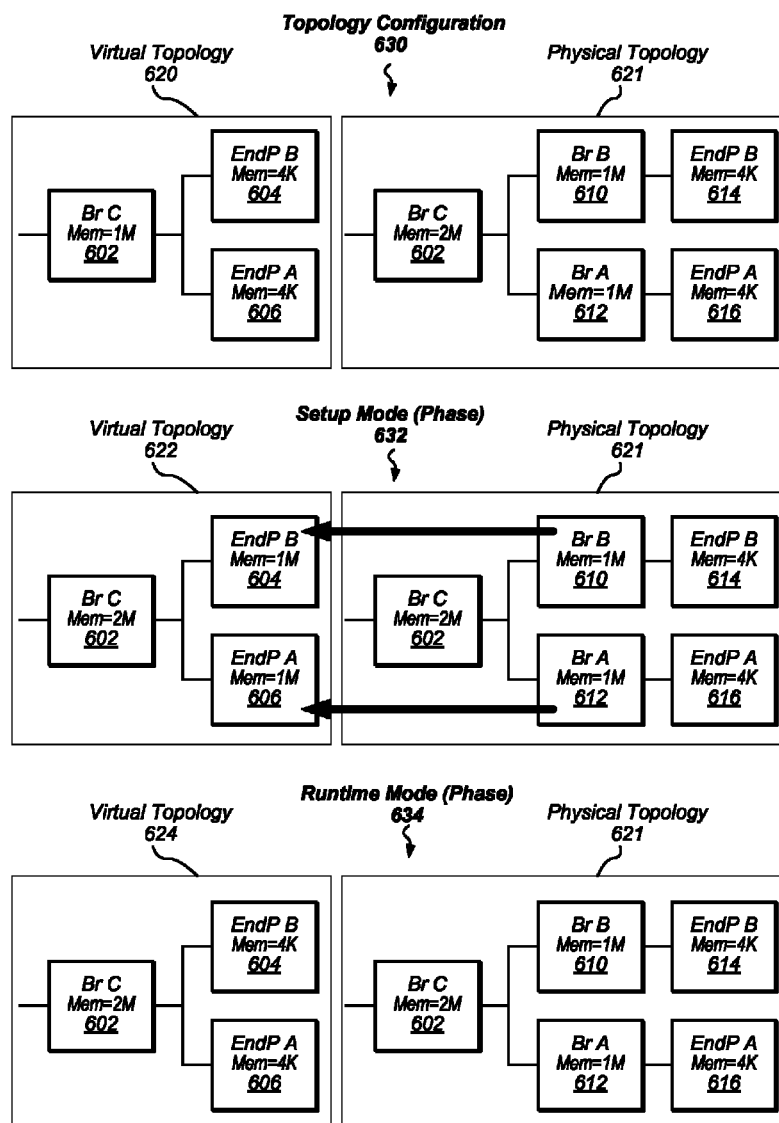 Topology Configuration
630
Virtual Topology
620
Physical Topology
621
EndP B
Mem=4K
604
Br C
Mem=1M
602
EndP A
Mem=4K
606
Br B
Mem=1M
610
EndP B
Mem=4K
614
Br C
Mem=2M
602
Br A
Mem=1M
612
EndP A
Mem=4K
616
Setup Mode (Phase)
632
Virtual Topology
622
Physical Topology
621
EndP B
Mem=1M
604
Br C
Mem=2M
602
EndP A
Mem=1M
606
Br B
Mem=1M
610
EndP B
Mem=4K
614
Br C
Mem=2M
602
Br A
Mem=1M
612
EndP A
Mem=4K
616
Runtime Mode (Phase)
634
Virtual Topology
624
Physical Topology
621
EndP B
Mem=4K
604
Br C
Mem=2M
602
EndP A
Mem=4K
606
Br B
Mem=1M
610
EndP B
Mem=4K
614
Br C
Mem=2M
602
Br A
Mem=1M
612
EndP A
Mem=4K
616